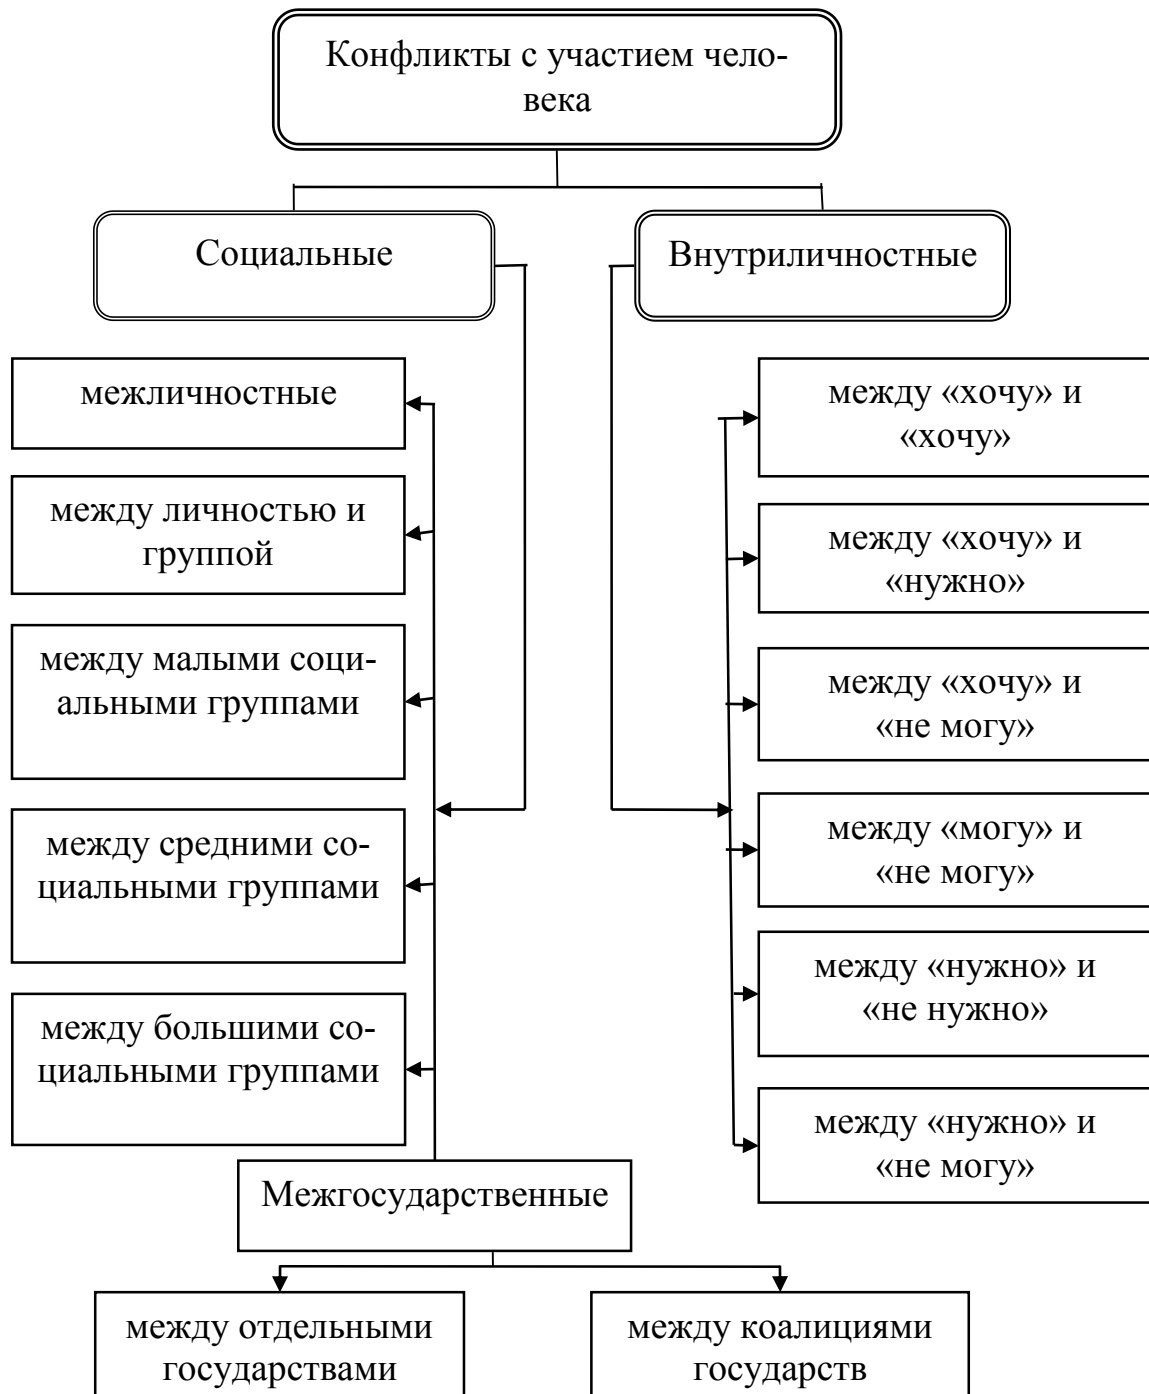 Конфликты с участием чело-
века
Социальные
Внутриличностные
межличностные
между личностью и
группой
между малыми соци-
альными группами
между средними со-
циальными группами
между большими со-
циальными группами
между «хочу» и
«хочу»
между «хочу» и
«нужно»
между «хочу» и
«не могу»
между «могу» и
«не могу»
между «нужно» и
«не нужно»
между «нужно» и
«не могу»
Межгосударственные
между отдельными
государствами
между коалициями
государств